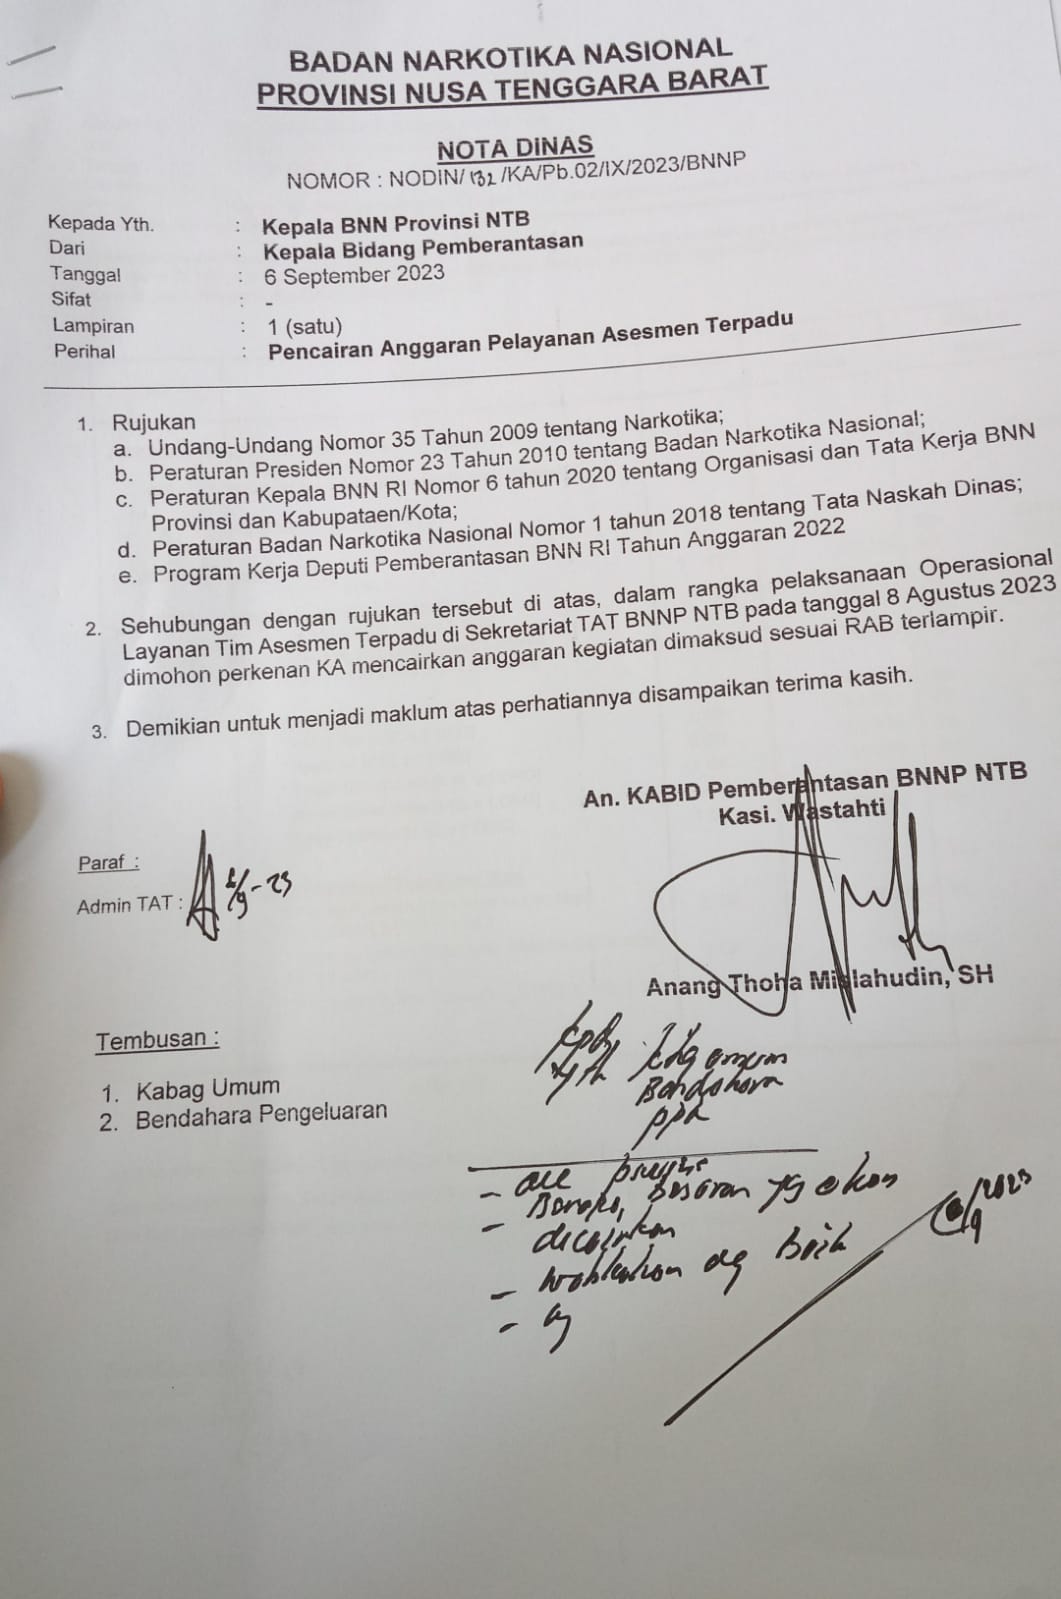 BADAN NARKOTIKA NASIONAL
PROVINSI NUSA TENGGARA BARAT
NOTA DINAS
NOMOR : NODIN/ 132 /KA/Pb.02/IX/2023/BNNP
Kepada Yth. : Kepala BNN Provinsi NTB
Dari : Kepala Bidang Pemberantasan
Tanggal : 6 September 2023
Sifat : -
Lampiran : 1 (satu)
Perihal : Pencairan Anggaran Pelayanan Asesmen Terpadu
1. Rujukan
a. Undang-Undang Nomor 35 Tahun 2009 tentang Narkotika;
b. Peraturan Presiden Nomor 23 Tahun 2010 tentang Badan Narkotika Nasional;
c. Peraturan Kepala BNN RI Nomor 6 tahun 2020 tentang Organisasi dan Tata Kerja BNN
Provinsi dan Kabupataen/Kota;
d. Peraturan Badan Narkotika Nasional Nomor 1 tahun 2018 tentang Tata Naskah Dinas;
e. Program Kerja Deputi Pemberantasan BNN RI Tahun Anggaran 2022
2. Sehubungan dengan rujukan tersebut di atas, dalam rangka pelaksanaan Operasional
Layanan Tim Asesmen Terpadu di Sekretariat TAT BNNP NTB pada tanggal 8 Agustus 2023
dimohon perkenan KA mencairkan anggaran kegiatan dimaksud sesuai RAB terlampir.
3. Demikian untuk menjadi maklum atas perhatiannya disampaikan terima kasih.
An. KABID Pemberantasan BNNP NTB
Kasi. Wastahti
Paraf :
Admin TAT : /9-23
Anang Thoha Mislahudin, SH
Tembusan :
1. Kabag Umum
2. Bendahara Pengeluaran
Kpd
Yth umum
Bendahara
PPK
- acc
- besaran yg akan
dicairkan
- dg baik
-
/9 2023